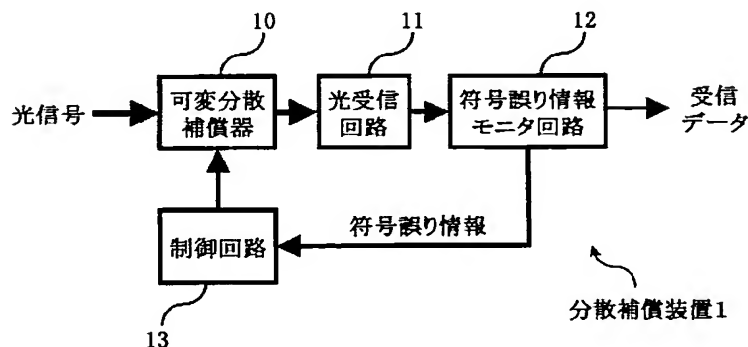 10
11
12
光信号
可変分散
補償器
光受信
回路
符号誤り情報
モニタ回路
受信
データ
制御回路
符号誤り情報
13
分散補償装置1